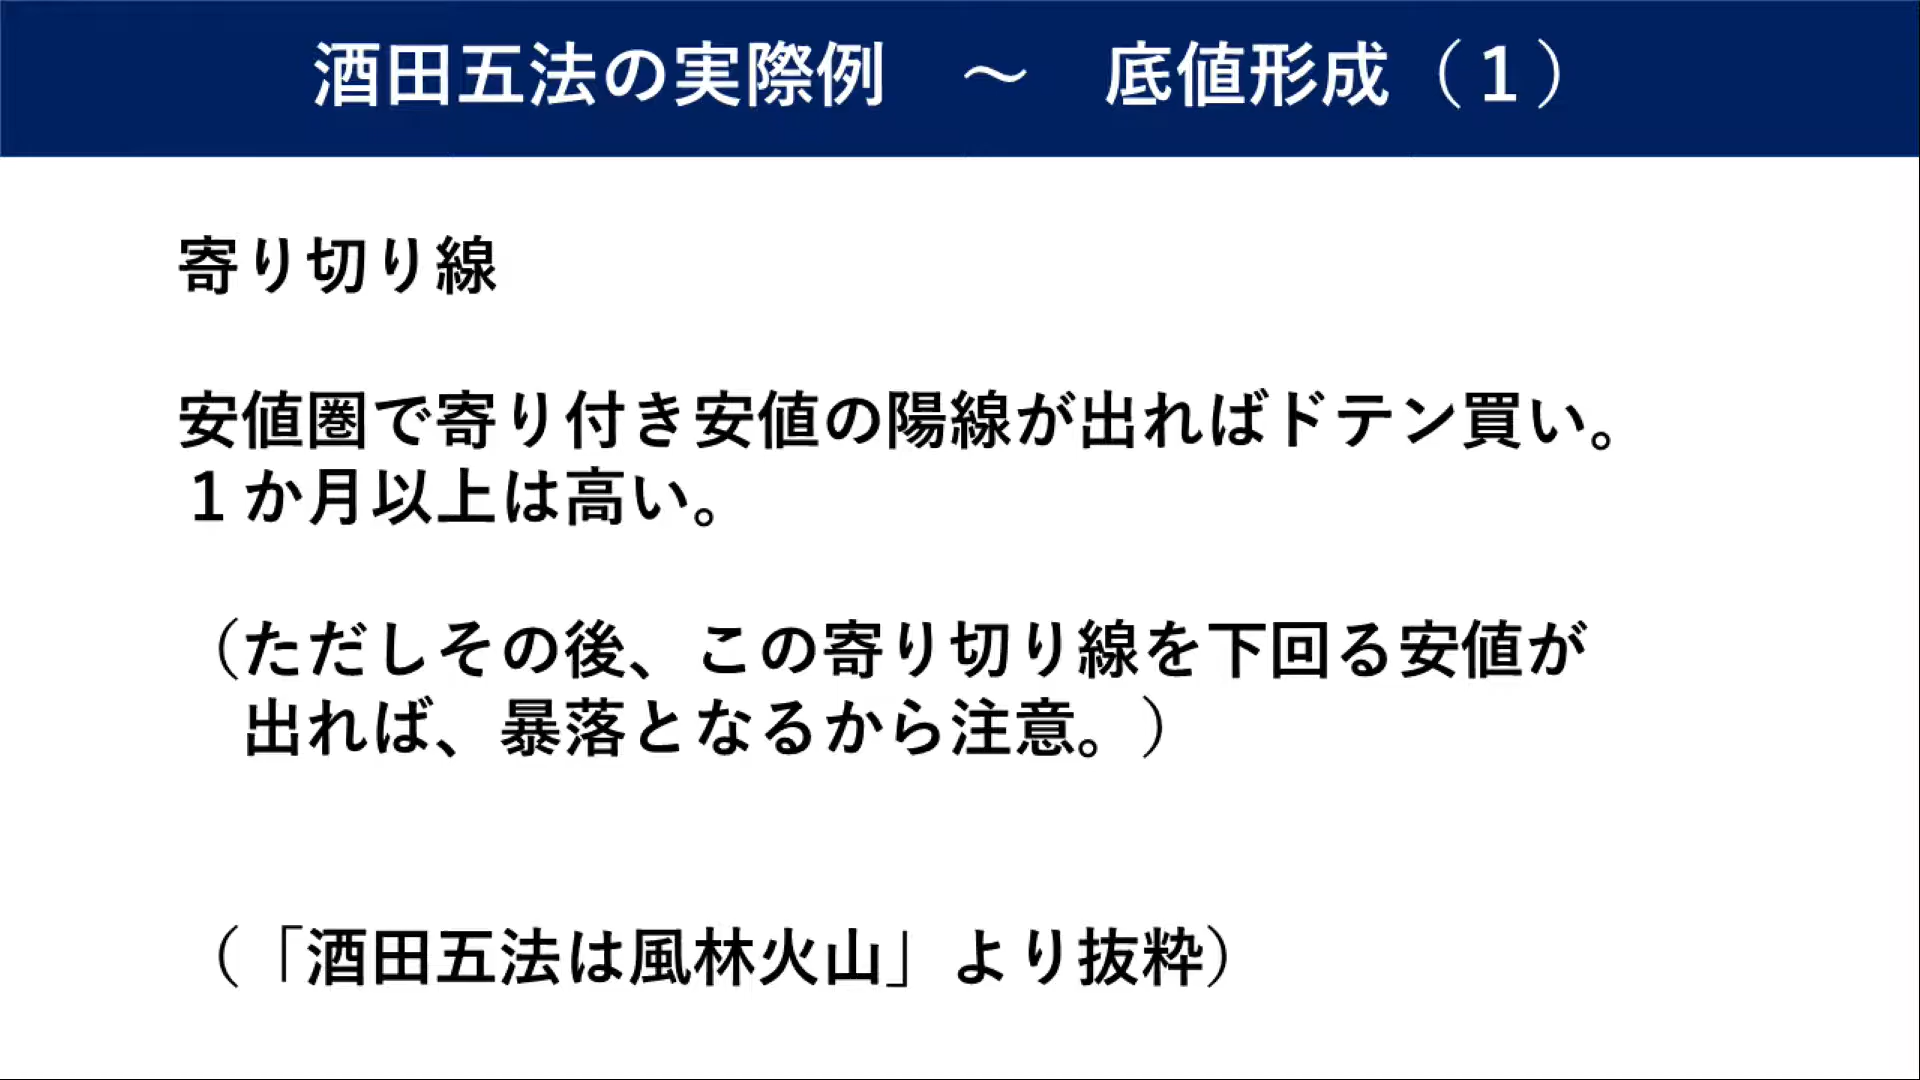 酒田五法の実際例　～　底値形成（１）
寄り切り線
安値圏で寄り付き安値の陽線が出ればドテン買い。
１か月以上は高い。
（ただしその後、この寄り切り線を下回る安値が
出れば、暴落となるから注意。）
（「酒田五法は風林火山」より抜粋）